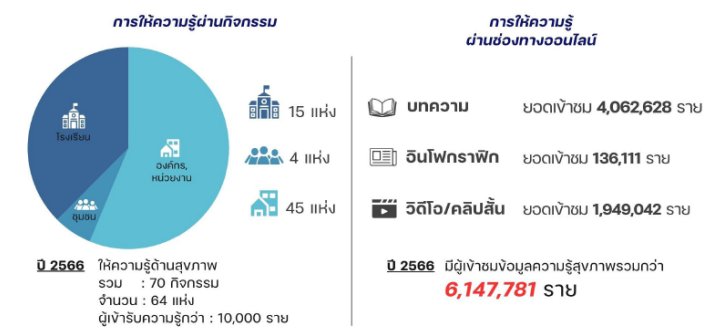 การให้ความรู้ผ่านกิจกรรม
โรงเรียน
องค์กร,
หน่วยงาน
ชุมชน
15 แห่ง
4 แห่ง
45 แห่ง
ปี 2566 ให้ความรู้ด้านสุขภาพ
รวม : 70 กิจกรรม
จำนวน : 64 แห่ง
ผู้เข้ารับความรู้กว่า : 10,000 ราย
การให้ความรู้
ผ่านช่องทางออนไลน์
บทความ ยอดเข้าชม 4,062,628 ราย
อินโฟกราฟิก ยอดเข้าชม 136,111 ราย
วิดีโอ/คลิปสั้น ยอดเข้าชม 1,949,042 ราย
ปี 2566 มีผู้เข้าชมข้อมูลความรู้สุขภาพรวมกว่า
6,147,781 ราย